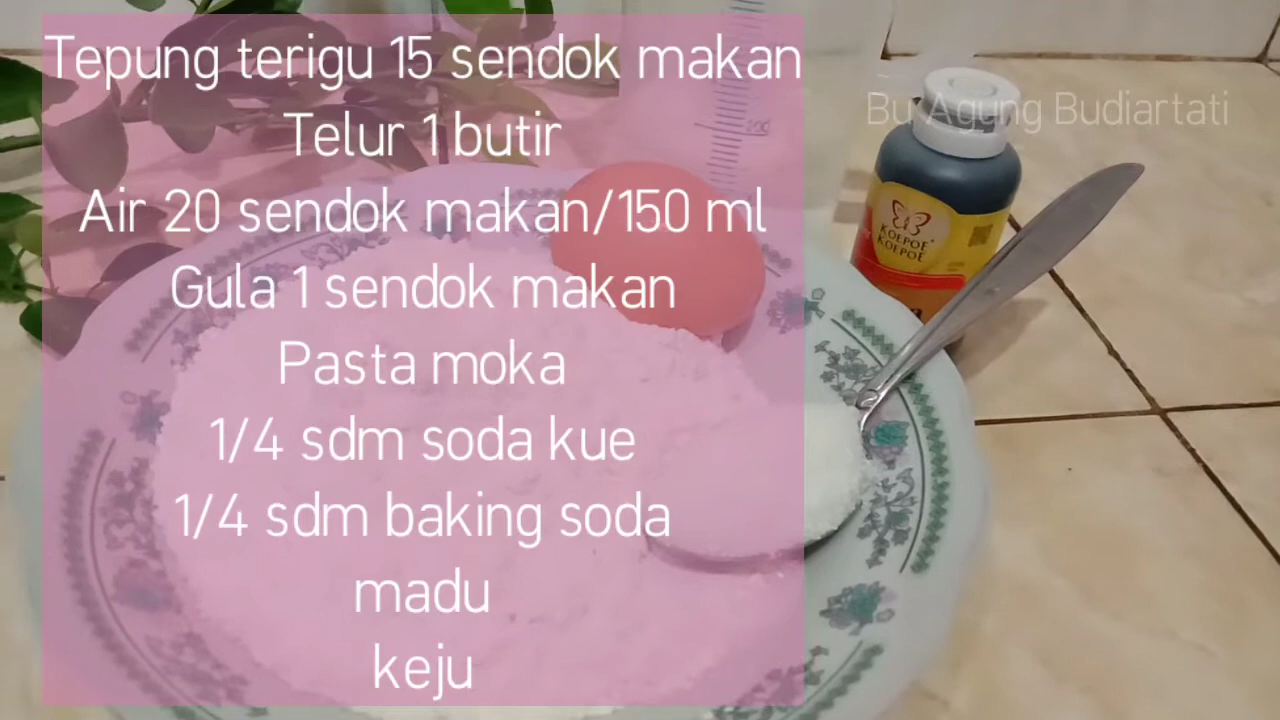 Tepung terigu 15 sendok makan
Telur 1 butir
Air 20 sendok makan/150 ml
Gula 1 sendok makan
Pasta moka
1/4 sdm soda kue
1/4 sdm baking soda
madu
keju
Bu Agung Budiartati
KOEPOE
KOEPOE